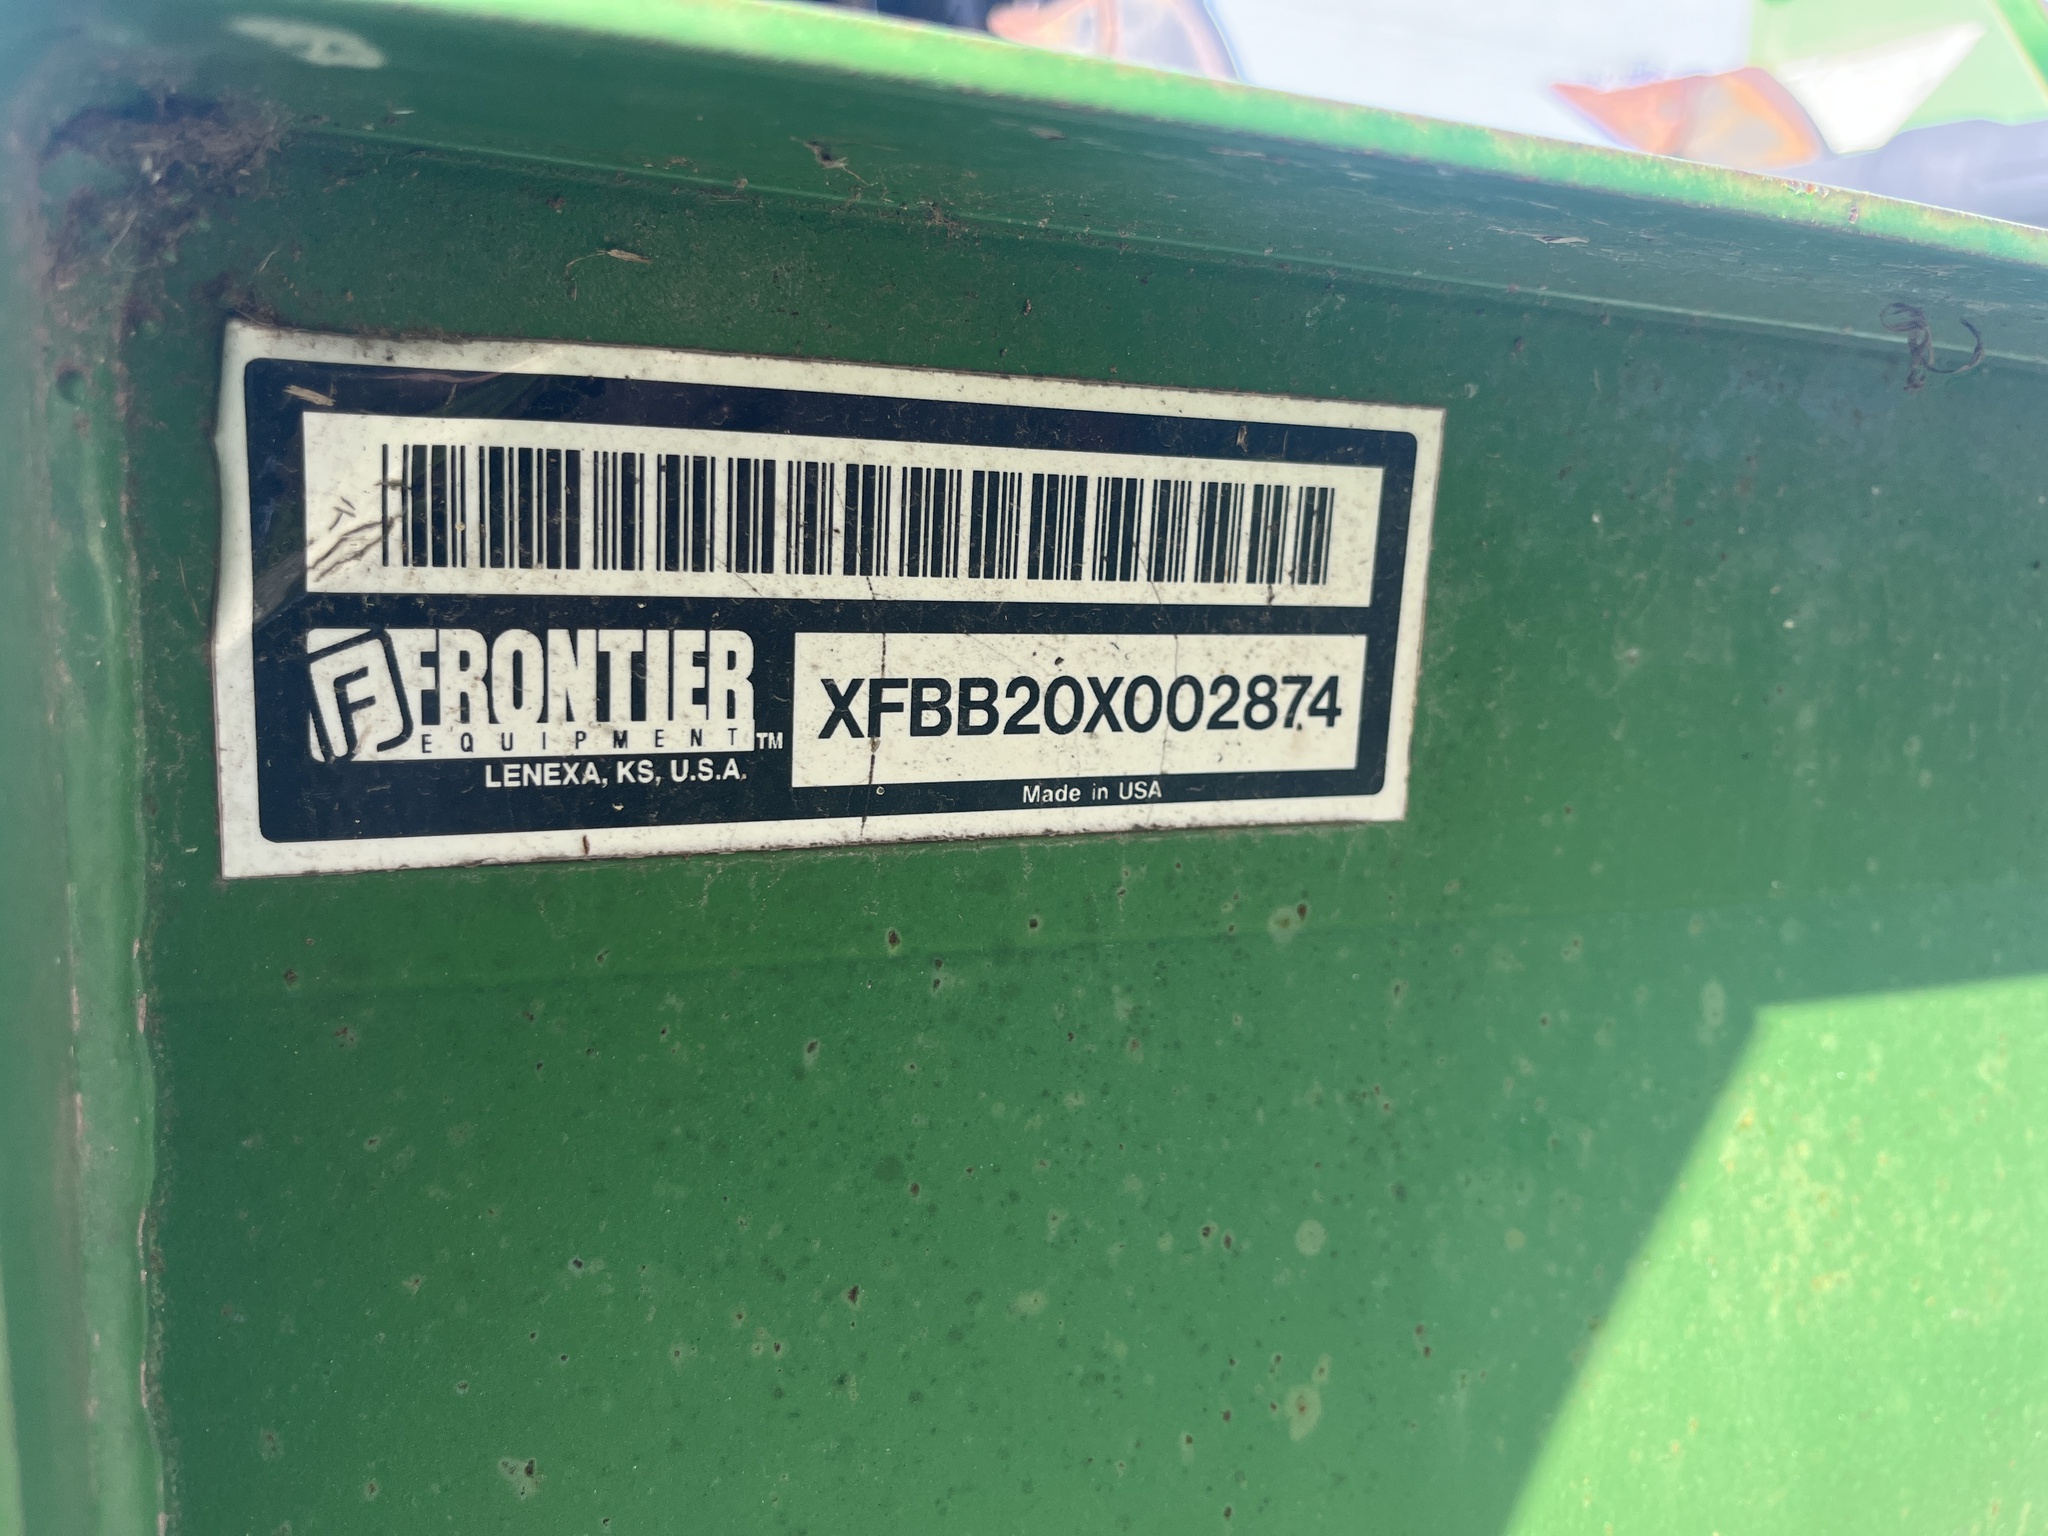 FRONTIER
EQUIPMENT™
LENEXA, KS, U.S.A.
XFBB20X002874
Made in USA